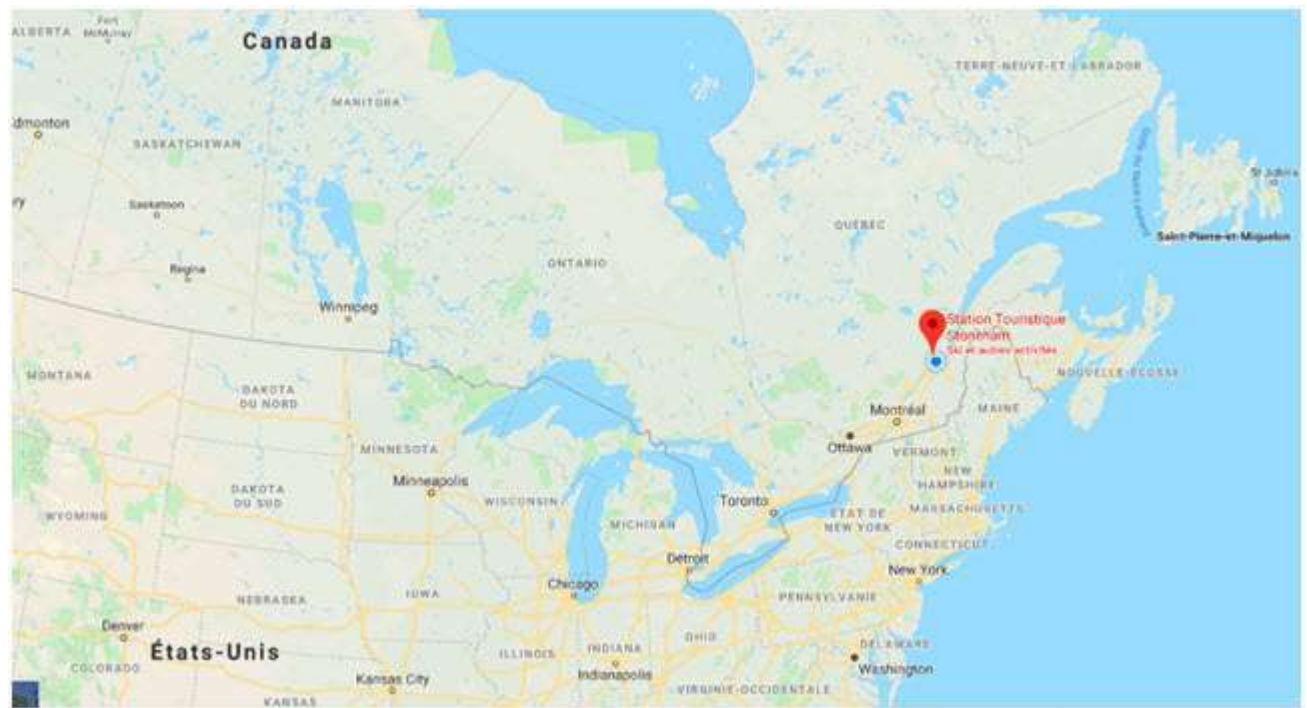 ALBERTA
Fort
McMurray
Canada
TERRE-NEUVE-ET-LABRADOR
MANITOBA
dmonton
SASKATCHEWAN
St John's
Saskatoon
QUÉBEC
Saint-Pierre-et-Miquelon
ONTARIO
Regina
Winnipeg
Station Touristique
Stoneham
Ski et autres activités
MONTANA
NOUVELLE-ÉCOSSE
DAKOTA
DU NORD
Montréal
MAINE
Ottawa
MINNESOTA
VERMONT
NEW
HAMPSHIRE
Minneapolis
DAKOTA
DU SUD
WISCONSIN
Toronto
MASSACHUSETTS
WYOMING
MICHIGAN
ÉTAT DE
NEW YORK
CONNECTICUT
Détroit
New York
Chicago
NEBRASKA
IOWA
PENNSYLVANIE
Denver
OHIO
États-Unis
ILLINOIS
INDIANA
DELAWARE
COLORADO
Indianapolis
Washington
Kansas City
VIRGINIE-OCCIDENTALE
KANSAS